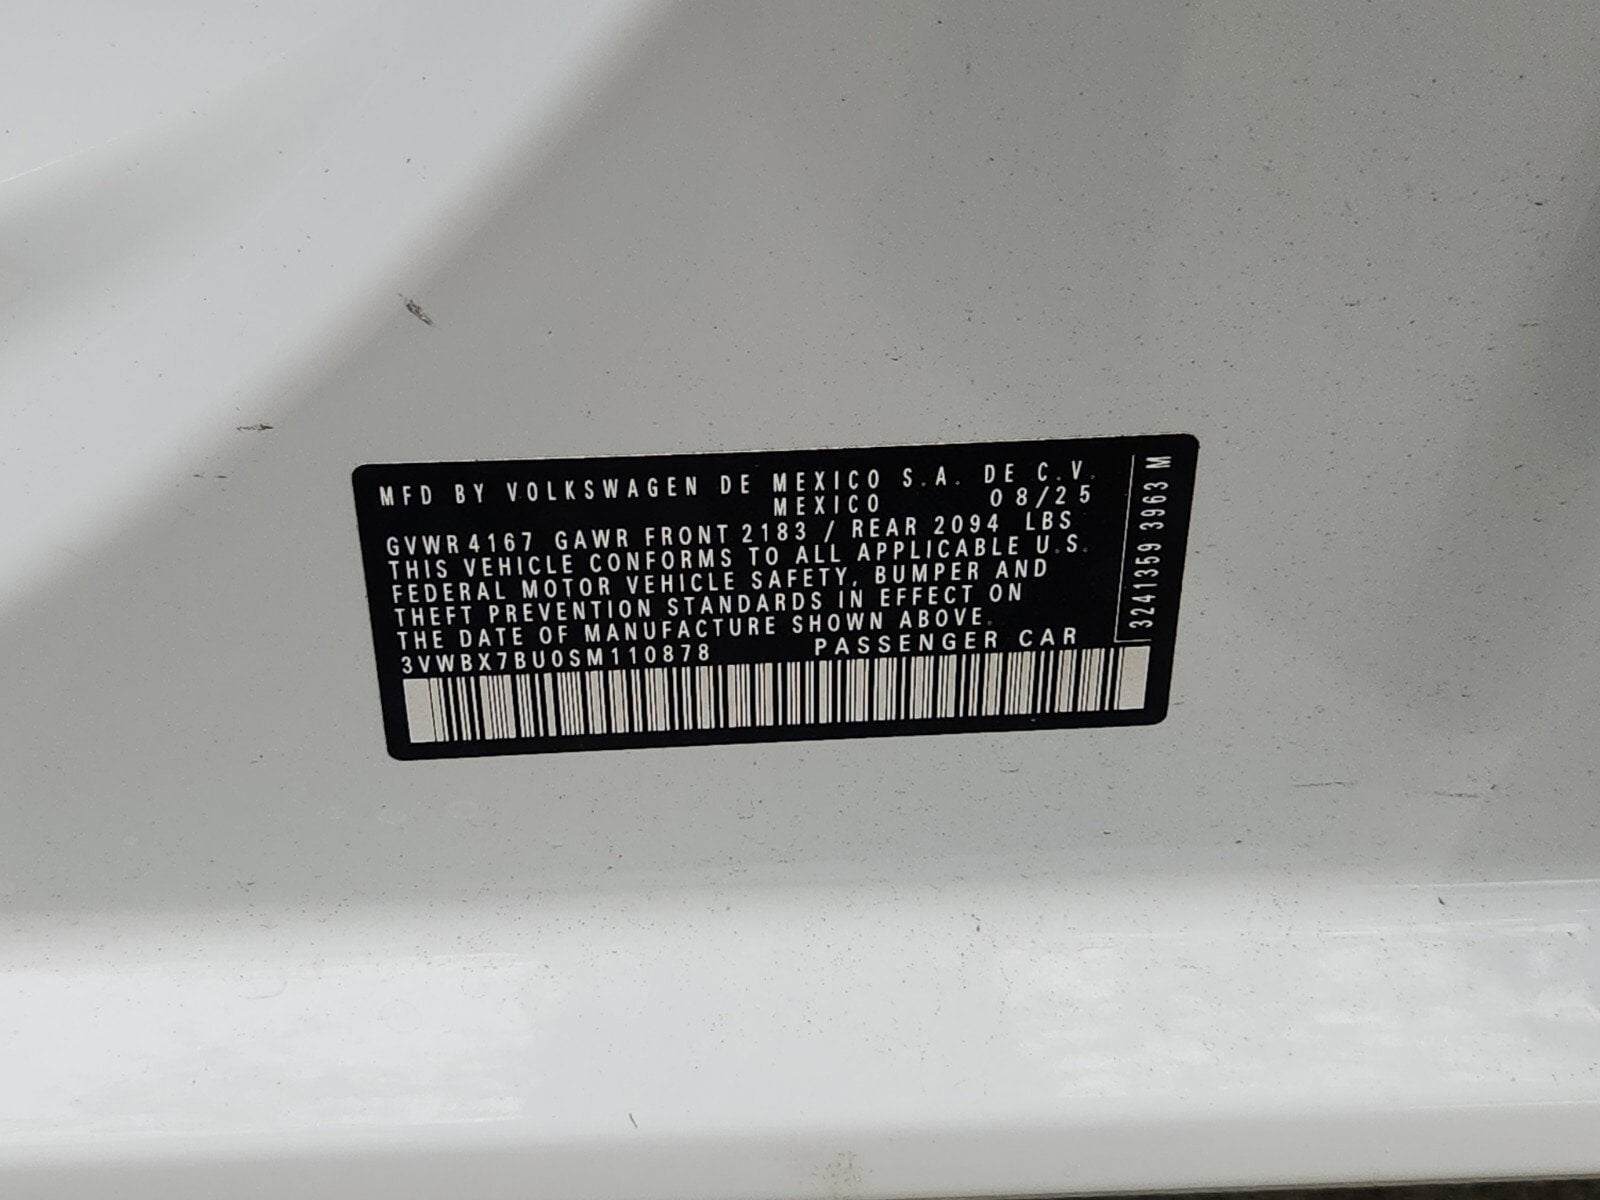 MFD BY VOLKSWAGEN DE MEXICO S.A. DE C.V.
MEXICO 08/25
GVWR 4167 GAWR FRONT 2183 / REAR 2094 LBS
THIS VEHICLE CONFORMS TO ALL APPLICABLE U.S.
FEDERAL MOTOR VEHICLE SAFETY, BUMPER AND
THEFT PREVENTION STANDARDS IN EFFECT ON
THE DATE OF MANUFACTURE SHOWN ABOVE.
3VWBX7BU0SM110878 PASSENGER CAR
3241359 3963 M